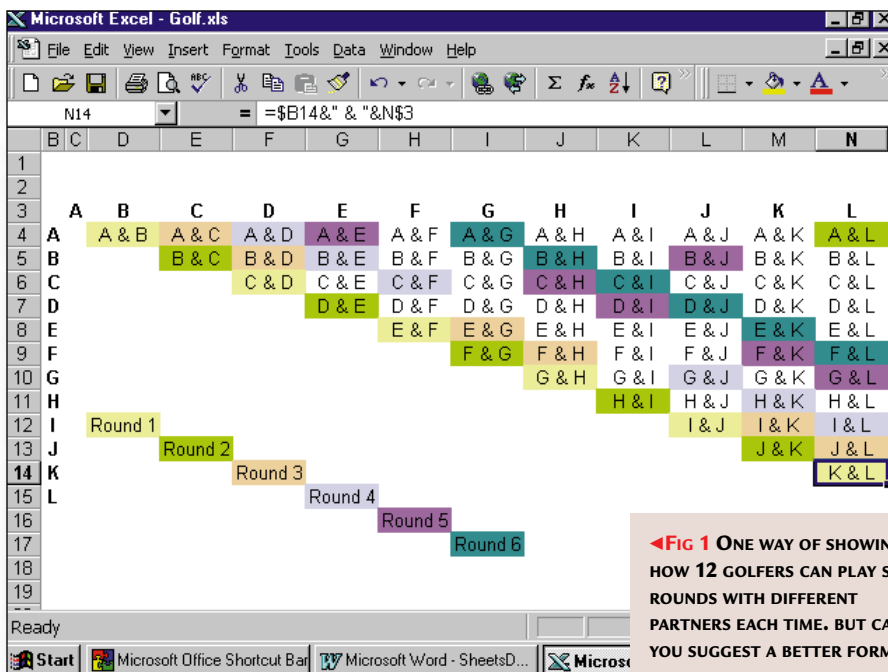 Microsoft Excel - Golf.xls
File Edit View Insert Format Tools Data Window Help
N14 = =$B14&" & "&N$3
B C D E F G H I J K L M N
1
2
3 A B C D E F G H I J K L
4 A A & B A & C A & D A & E A & F A & G A & H A & I A & J A & K A & L
5 B B & C B & D B & E B & F B & G B & H B & I B & J B & K B & L
6 C C & D C & E C & F C & G C & H C & I C & J C & K C & L
7 D D & E D & F D & G D & H D & I D & J D & K D & L
8 E E & F E & G E & H E & I E & J E & K E & L
9 F F & G F & H F & I F & J F & K F & L
10 G G & H G & I G & J G & K G & L
11 H H & I H & J H & K H & L
12 I Round 1 I & J I & K I & L
13 J Round 2 J & K J & L
14 K Round 3 K & L
15 L Round 4
16 Round 5
17 Round 6
18
19
◄FIG 1 ONE WAY OF SHOWIN
HOW 12 GOLFERS CAN PLAY S
ROUNDS WITH DIFFERENT
PARTNERS EACH TIME. BUT CA
YOU SUGGEST A BETTER FORM
Ready
Start Microsoft Office Shortcut Bar Microsoft Word - SheetsD... Micros